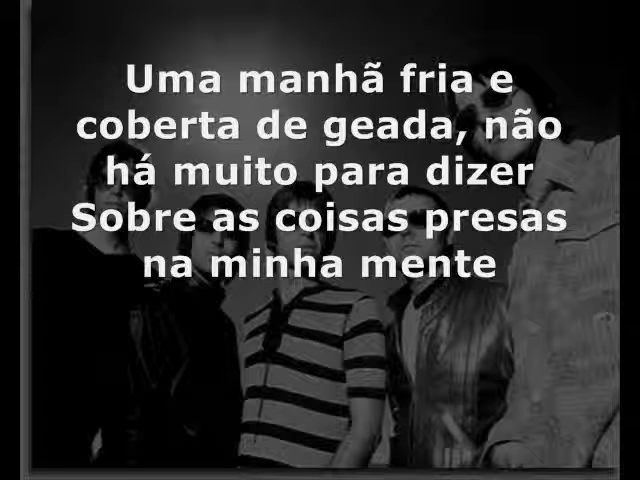 Uma manhã fria e
coberta de geada, não
há muito para dizer
Sobre as coisas presas
na minha mente